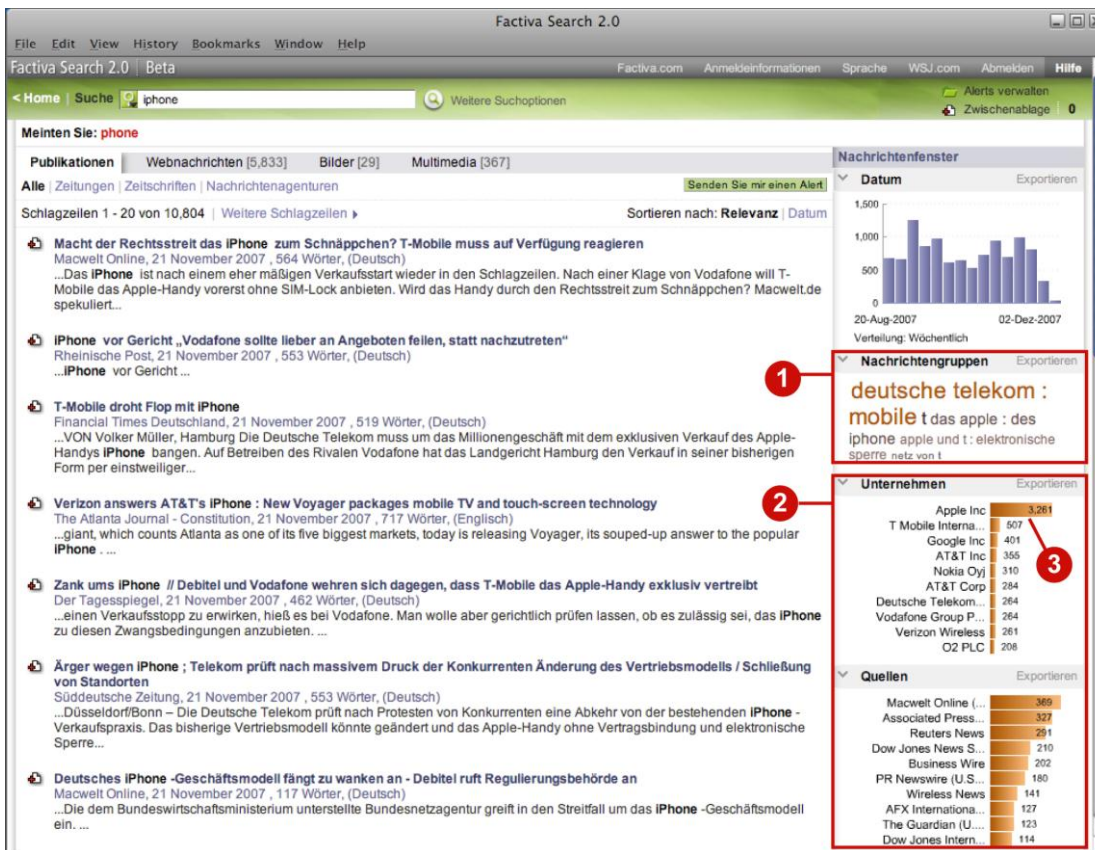 Factiva Search 2.0
File Edit View History Bookmarks Window Help
Factiva Search 2.0 | Beta
Factiva.com Anmeldeinformationen Sprache WSJ.com Abmelden Hilfe
< Home | Suche iphone Weitere Suchoptionen
Alerts verwalten
Zwischenablage 0
Meinten Sie: phone
Publikationen Webnachrichten [5,833] Bilder [29] Multimedia [367]
Alle | Zeitungen | Zeitschriften | Nachrichtenagenturen
Senden Sie mir einen Alert
Schlagzeilen 1 - 20 von 10,804 | Weitere Schlagzeilen
Sortieren nach: Relevanz | Datum
Macht der Rechtsstreit das iPhone zum Schnäppchen? T-Mobile muss auf Verfügung reagieren
Macwelt Online, 21 November 2007 , 564 Wörter, (Deutsch)
...Das iPhone ist nach einem eher mäßigen Verkaufsstart wieder in den Schlagzeilen. Nach einer Klage von Vodafone will T-
Mobile das Apple-Handy vorerst ohne SIM-Lock anbieten. Wird das Handy durch den Rechtsstreit zum Schnäppchen? Macwelt.de
spekuliert...
iPhone vor Gericht „Vodafone sollte lieber an Angeboten feilen, statt nachzutreten“
Rheinische Post, 21 November 2007 , 553 Wörter, (Deutsch)
...iPhone vor Gericht ...
T-Mobile droht Flop mit iPhone
Financial Times Deutschland, 21 November 2007 , 519 Wörter, (Deutsch)
...VON Volker Müller, Hamburg Die Deutsche Telekom muss um das Millionengeschäft mit dem exklusiven Verkauf des Apple-
Handys iPhone bangen. Auf Betreiben des Rivalen Vodafone hat das Landgericht Hamburg den Verkauf in seiner bisherigen
Form per einstweiliger...
Verizon answers AT&T's iPhone : New Voyager packages mobile TV and touch-screen technology
The Atlanta Journal - Constitution, 21 November 2007 , 717 Wörter, (Englisch)
...giant, which counts Atlanta as one of its five biggest markets, today is releasing Voyager, its souped-up answer to the popular
iPhone . ...
Zank ums iPhone // Debitel und Vodafone wehren sich dagegen, dass T-Mobile das Apple-Handy exklusiv vertreibt
Der Tagesspiegel, 21 November 2007 , 462 Wörter, (Deutsch)
...einen Verkaufsstopp zu erwirken, hieß es bei Vodafone. Man wolle aber gerichtlich prüfen lassen, ob es zulässig sei, das iPhone
zu diesen Zwangsbedingungen anzubieten. ...
Ärger wegen iPhone ; Telekom prüft nach massivem Druck der Konkurrenten Änderung des Vertriebsmodells / Schließung
von Standorten
Süddeutsche Zeitung, 21 November 2007 , 553 Wörter, (Deutsch)
...Düsseldorf/Bonn – Die Deutsche Telekom prüft nach Protesten von Konkurrenten eine Abkehr von der bestehenden iPhone -
Verkaufspraxis. Das bisherige Vertriebsmodell könnte geändert und das Apple-Handy ohne Vertragsbindung und elektronische
Sperre...
Deutsches iPhone -Geschäftsmodell fängt zu wanken an - Debitel ruft Regulierungsbehörde an
Macwelt Online, 21 November 2007 , 117 Wörter, (Deutsch)
...Die dem Bundeswirtschaftsministerium unterstellte Bundesnetzagentur greift in den Streitfall um das iPhone -Geschäftsmodell
ein. ...
Nachrichtenfenster
Datum Exportieren
1,500
1,000
500
0
20-Aug-2007 02-Dez-2007
Verteilung: Wöchentlich
1
Nachrichtengruppen Exportieren
deutsche telekom :
mobile t das apple : des
iphone apple und t : elektronische
sperre netz von t
2
Unternehmen Exportieren
Apple Inc 3,261
T Mobile Interna... 507
Google Inc 401
3
AT&T Inc 355
Nokia Oyj 310
AT&T Corp 284
Deutsche Telekom... 264
Vodafone Group P... 264
Verizon Wireless 261
O2 PLC 208
Quellen Exportieren
Macwelt Online (... 369
Associated Press... 327
Reuters News 291
Dow Jones News S... 210
Business Wire 202
PR Newswire (U.S... 180
Wireless News 141
AFX Internationa... 127
The Guardian (U.... 123
Dow Jones Intern... 114